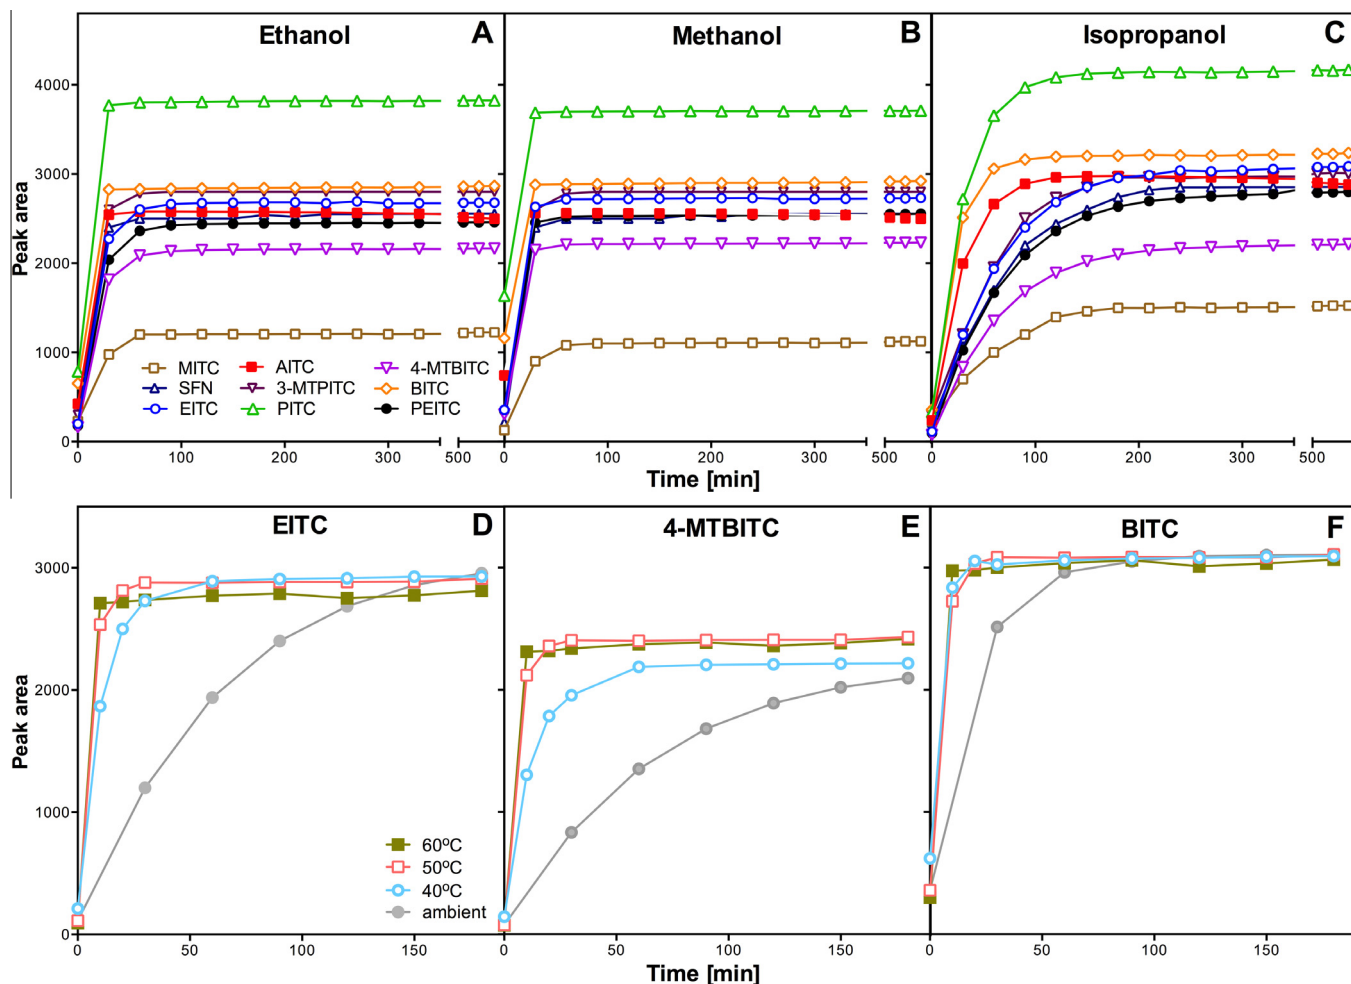 Ethanol A
Methanol B
Isopropanol C
Peak area
4000
3000
2000
1000
0
MITC AITC 4-MTBITC
SFN 3-MTPITC BITC
EITC PITC PEITC
0 100 200 300 500
0 100 200 300 500
0 100 200 300 500
Time [min]
EITC D
4-MTBITC E
BITC F
Peak area
3000
2000
1000
0
60ºC
50ºC
40ºC
ambient
0 50 100 150
0 50 100 150
0 50 100 150
Time [min]